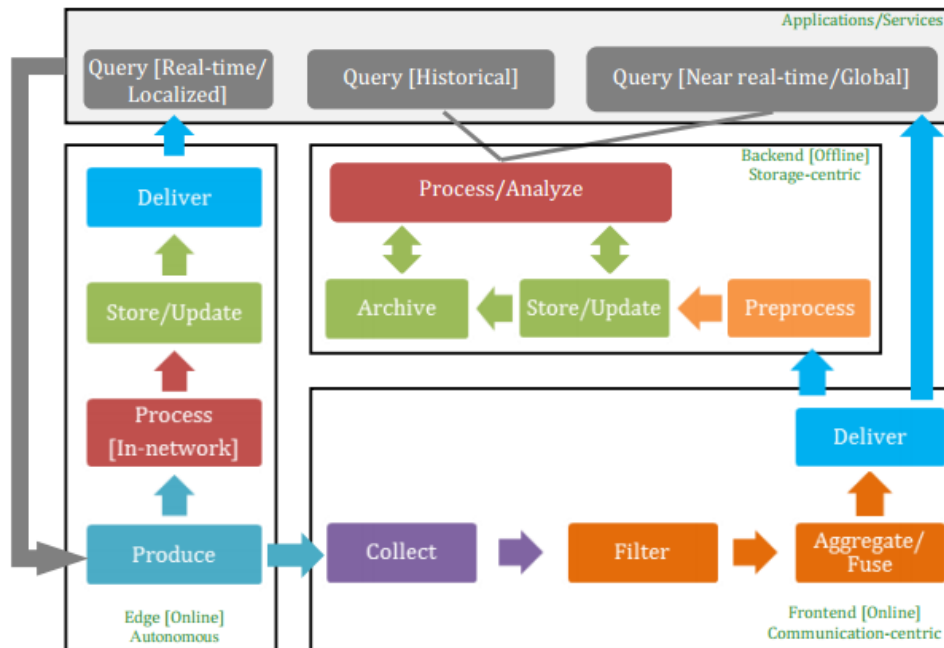 Applications/Services
Query [Real-time/
Localized]
Query [Historical]
Query [Near real-time/Global]
Backend [Offline]
Storage-centric
Deliver
Process/Analyze
Store/Update
Archive
Store/Update
Preprocess
Process
[In-network]
Deliver
Produce
Collect
Filter
Aggregate/
Fuse
Edge [Online]
Autonomous
Frontend [Online]
Communication-centric